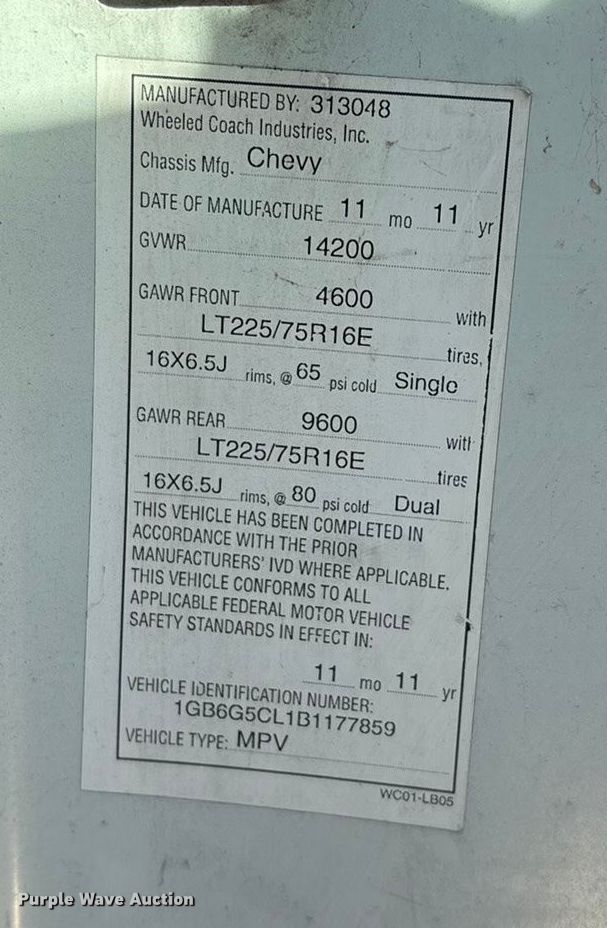 MANUFACTURED BY: 313048
Wheeled Coach Industries, Inc.
Chassis Mfg. Chevy
DATE OF MANUFACTURE 11 mo 11 yr
GVWR 14200
GAWR FRONT 4600 with
LT225/75R16E tires,
16X6.5J rims, @ 65 psi cold Single
GAWR REAR 9600 with
LT225/75R16E tires
16X6.5J rims, @ 80 psi cold Dual
THIS VEHICLE HAS BEEN COMPLETED IN
ACCORDANCE WITH THE PRIOR
MANUFACTURERS' IVD WHERE APPLICABLE.
THIS VEHICLE CONFORMS TO ALL
APPLICABLE FEDERAL MOTOR VEHICLE
SAFETY STANDARDS IN EFFECT IN:
11 mo 11 yr
VEHICLE IDENTIFICATION NUMBER:
1GB6G5CL1B1177859
VEHICLE TYPE: MPV
WC01-LB05
Purple Wave Auction